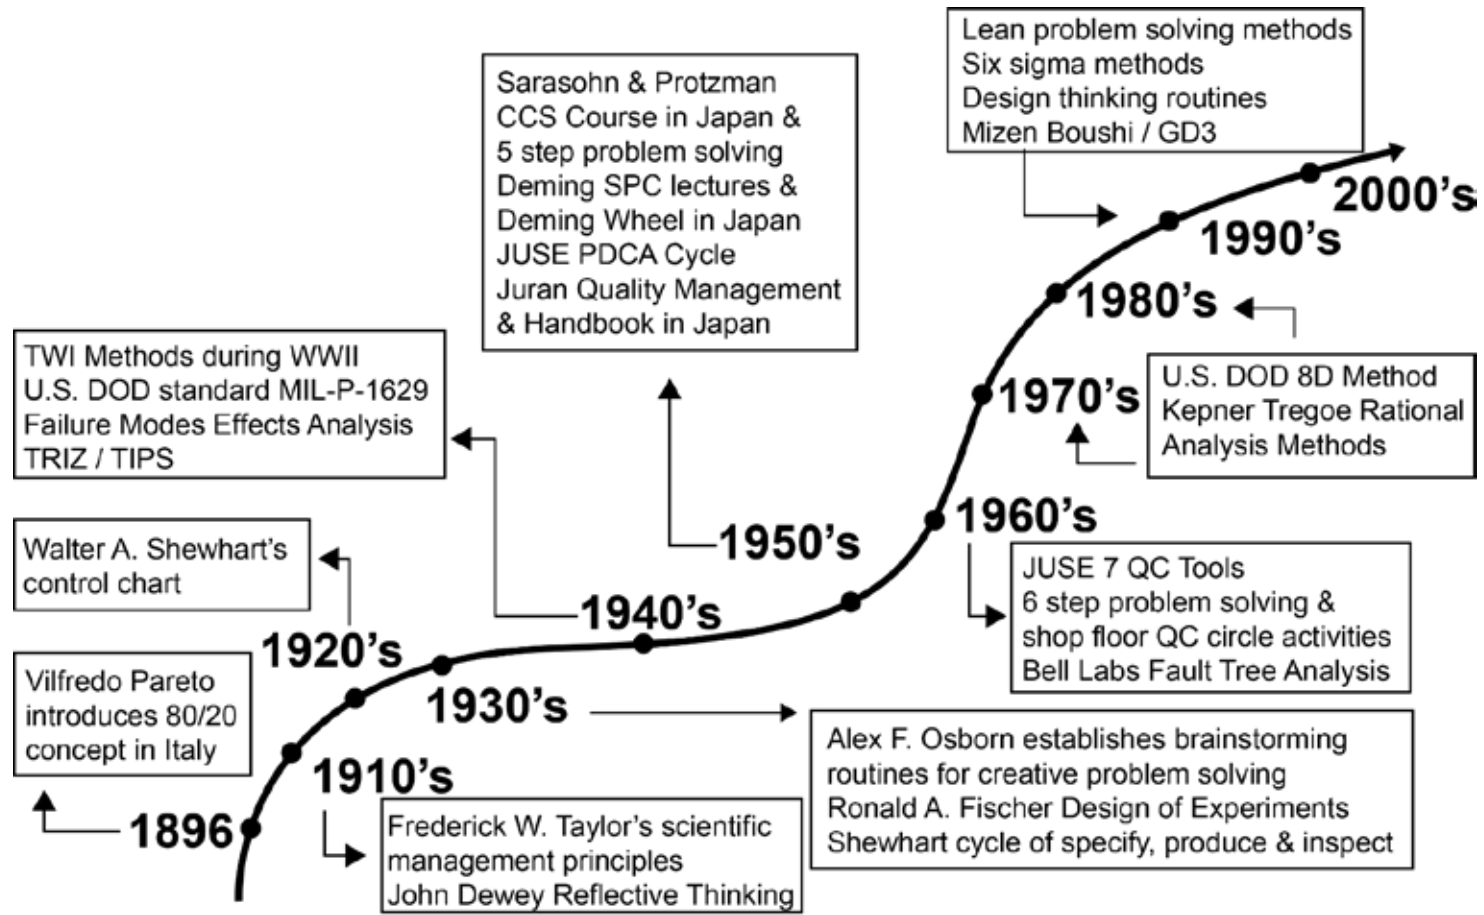 Lean problem solving methods
Six sigma methods
Design thinking routines
Mizen Boushi / GD3
Sarasohn & Protzman
CCS Course in Japan &
5 step problem solving
Deming SPC lectures &
Deming Wheel in Japan
JUSE PDCA Cycle
Juran Quality Management
& Handbook in Japan
2000's
1990's
1980's
TWI Methods during WWII
U.S. DOD standard MIL-P-1629
Failure Modes Effects Analysis
TRIZ / TIPS
1970's
U.S. DOD 8D Method
Kepner Tregoe Rational
Analysis Methods
1960's
1950's
Walter A. Shewhart's
control chart
JUSE 7 QC Tools
6 step problem solving &
shop floor QC circle activities
Bell Labs Fault Tree Analysis
1940's
1920's
Vilfredo Pareto
introduces 80/20
concept in Italy
1930's
Alex F. Osborn establishes brainstorming
routines for creative problem solving
Ronald A. Fischer Design of Experiments
Shewhart cycle of specify, produce & inspect
1910's
1896
Frederick W. Taylor's scientific
management principles
John Dewey Reflective Thinking